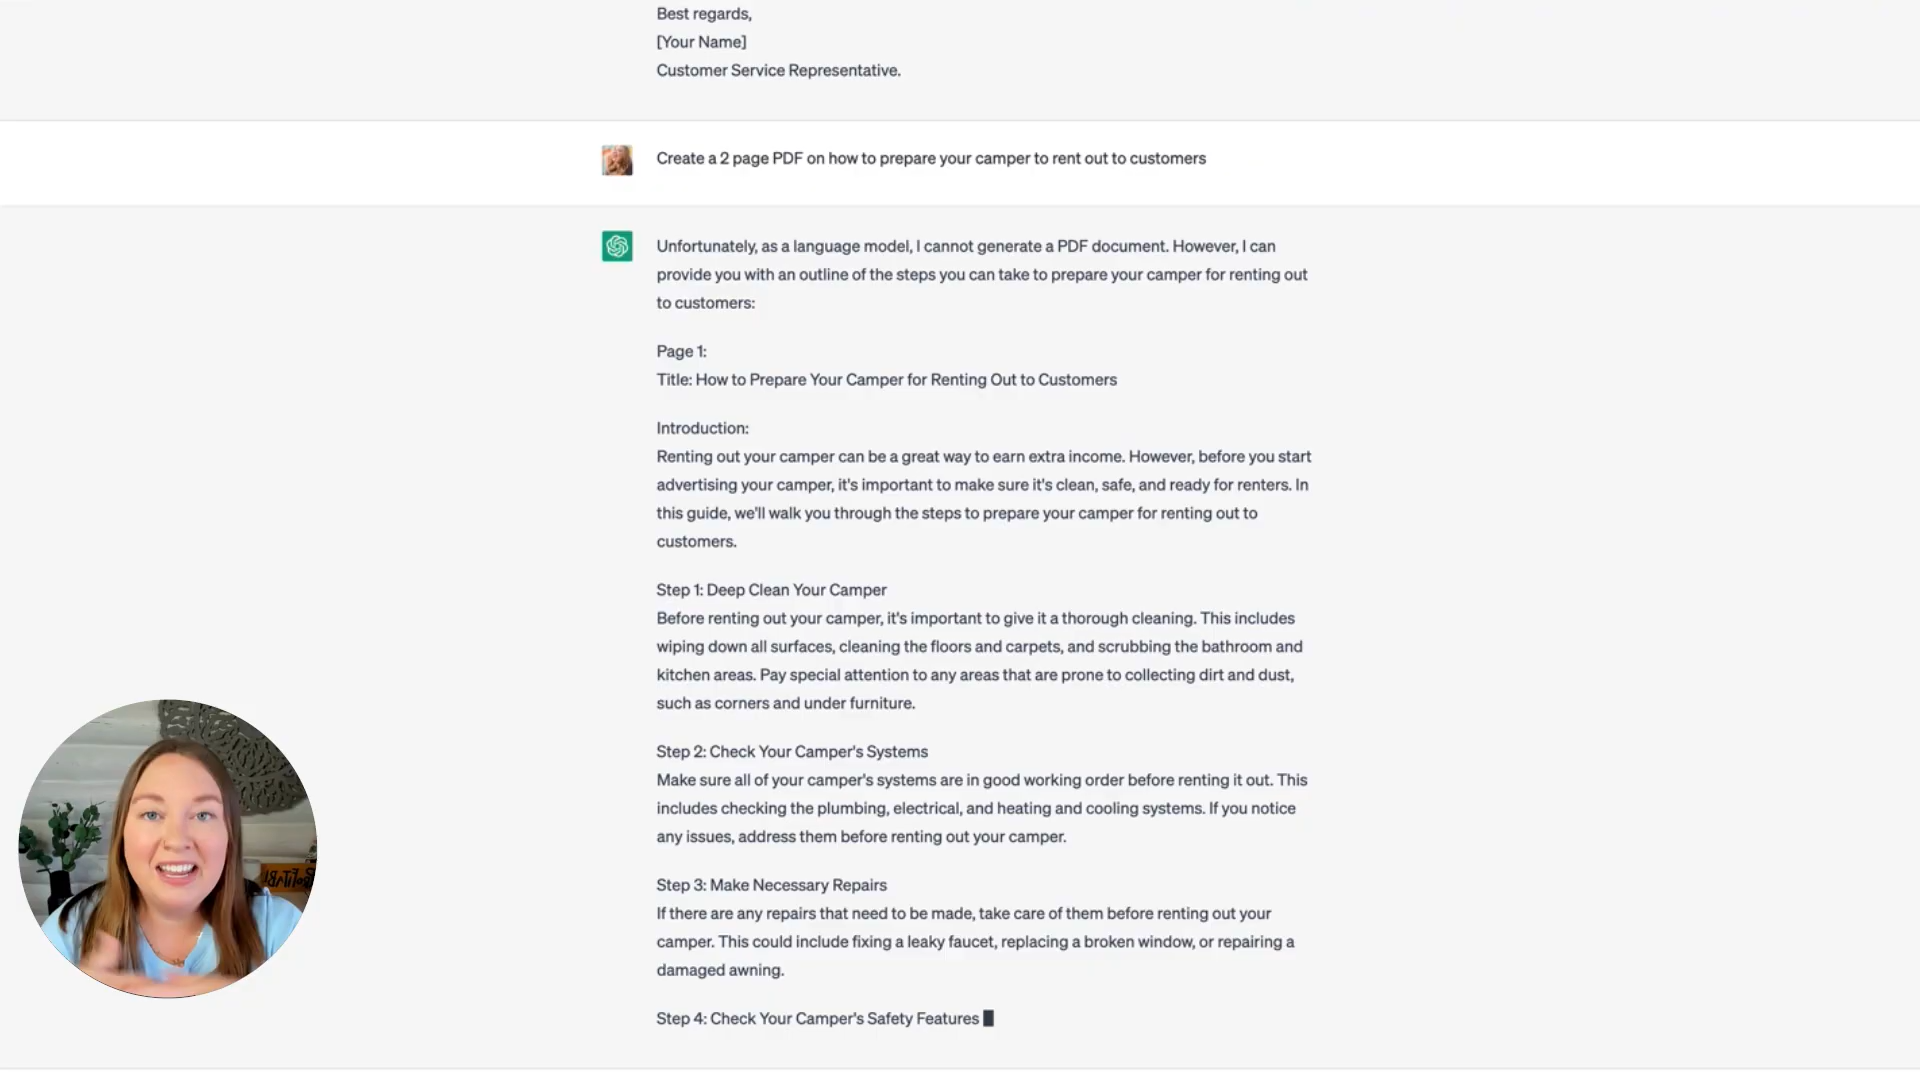 Best regards,
[Your Name]
Customer Service Representative.
Create a 2 page PDF on how to prepare your camper to rent out to customers
Unfortunately, as a language model, I cannot generate a PDF document. However, I can
provide you with an outline of the steps you can take to prepare your camper for renting out
to customers:
Page 1:
Title: How to Prepare Your Camper for Renting Out to Customers
Introduction:
Renting out your camper can be a great way to earn extra income. However, before you start
advertising your camper, it's important to make sure it's clean, safe, and ready for renters. In
this guide, we'll walk you through the steps to prepare your camper for renting out to
customers.
Step 1: Deep Clean Your Camper
Before renting out your camper, it's important to give it a thorough cleaning. This includes
wiping down all surfaces, cleaning the floors and carpets, and scrubbing the bathroom and
kitchen areas. Pay special attention to any areas that are prone to collecting dirt and dust,
such as corners and under furniture.
Step 2: Check Your Camper's Systems
Make sure all of your camper's systems are in good working order before renting it out. This
includes checking the plumbing, electrical, and heating and cooling systems. If you notice
any issues, address them before renting out your camper.
Step 3: Make Necessary Repairs
If there are any repairs that need to be made, take care of them before renting out your
camper. This could include fixing a leaky faucet, replacing a broken window, or repairing a
damaged awning.
Step 4: Check Your Camper's Safety Features